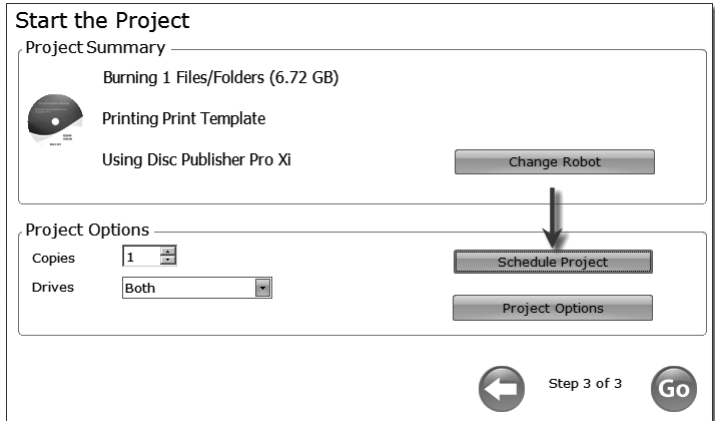 Start the Project
Project Summary
Burning 1 Files/Folders (6.72 GB)
Printing Print Template
Using Disc Publisher Pro Xi
Change Robot
Project Options
Copies
1
Schedule Project
Drives
Both
Project Options
Step 3 of 3
Go